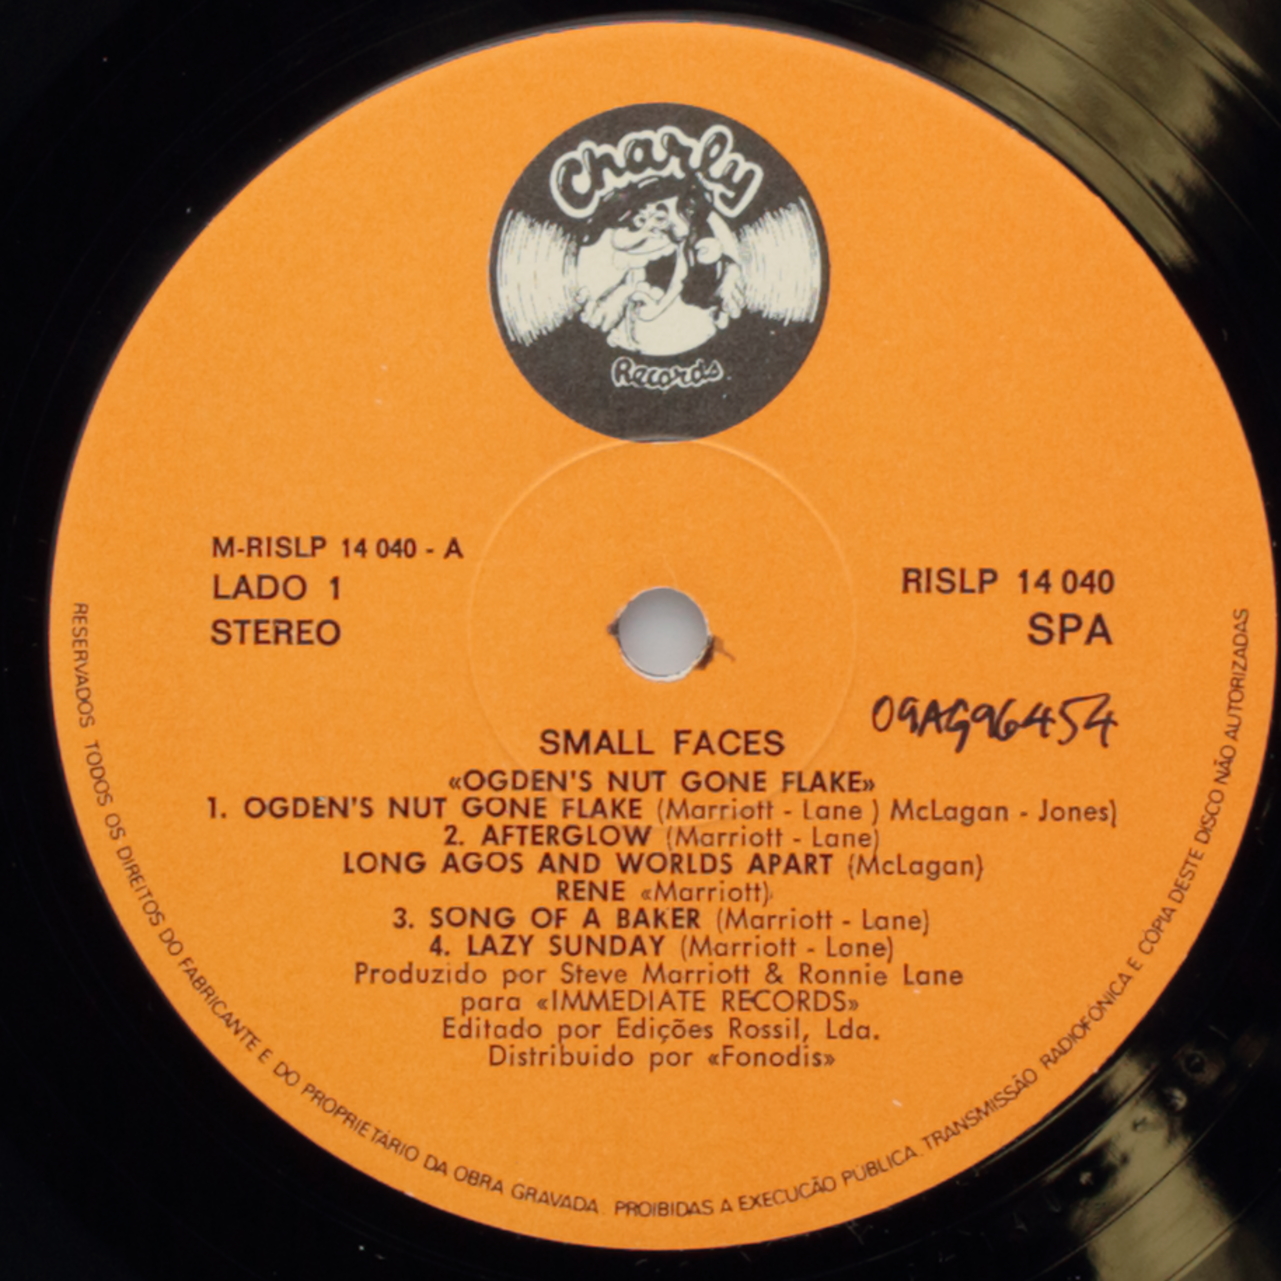 Charly
Records
M-RISLP 14 040 - A
LADO 1
STEREO
RISLP 14 040
SPA
09AG96454
SMALL FACES
«OGDEN'S NUT GONE FLAKE»
1. OGDEN'S NUT GONE FLAKE (Marriott - Lane ) McLagan - Jones)
2. AFTERGLOW (Marriott - Lane)
LONG AGOS AND WORLDS APART (McLagan)
RENE «Marriott)
3. SONG OF A BAKER (Marriott - Lane)
4. LAZY SUNDAY (Marriott - Lane)
Produzido por Steve Marriott & Ronnie Lane
para «IMMEDIATE RECORDS»
Editado por Edições Rossil, Lda.
Distribuido por «Fonodis»
RESERVADOS TODOS OS DIREITOS DO FABRICANTE E DO PROPRIETÁRIO DA OBRA GRAVADA. PROIBIDAS A EXECUÇÃO PÚBLICA. TRANSMISSÃO RADIOFÓNICA E CÓPIA DESTE DISCO NÃO AUTORIZADAS